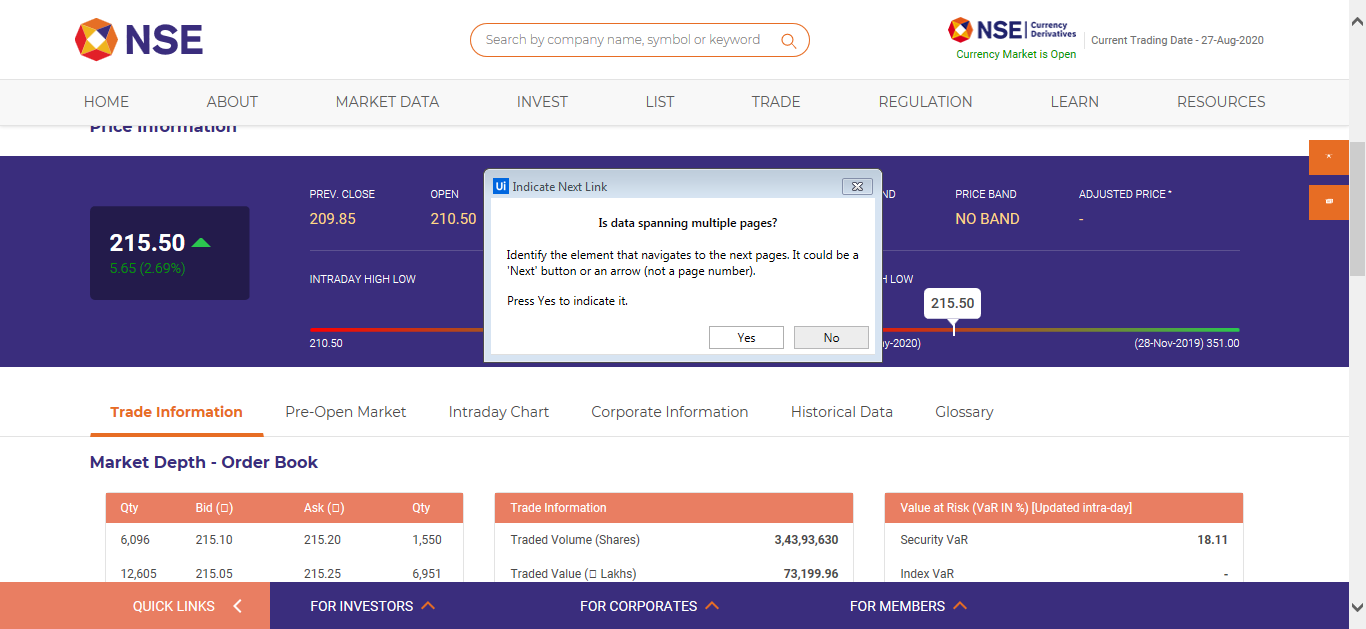 NSE
Search by company name, symbol or keyword
NSE Currency Derivatives
Currency Market is Open
Current Trading Date - 27-Aug-2020
HOME ABOUT MARKET DATA INVEST LIST TRADE REGULATION LEARN RESOURCES
Price Information
215.50
5.65 (2.69%)
PREV. CLOSE OPEN ND PRICE BAND ADJUSTED PRICE*
209.85 210.50 NO BAND -
INTRADAY HIGH LOW H LOW
215.50
210.50 y-2020) (28-Nov-2019) 351.00
Ui Indicate Next Link
Is data spanning multiple pages?
Identify the element that navigates to the next pages. It could be a
'Next' button or an arrow (not a page number).
Press Yes to indicate it.
Yes No
Trade Information Pre-Open Market Intraday Chart Corporate Information Historical Data Glossary
Market Depth - Order Book
Qty Bid (▯) Ask (▯) Qty
6,096 215.10 215.20 1,550
12,605 215.05 215.25 6,951
Trade Information
Traded Volume (Shares) 3,43,93,630
Traded Value (▯ Lakhs) 73,199.96
Value at Risk (VaR IN %) [Updated intra-day]
Security VaR 18.11
Index VaR -
QUICK LINKS FOR INVESTORS FOR CORPORATES FOR MEMBERS